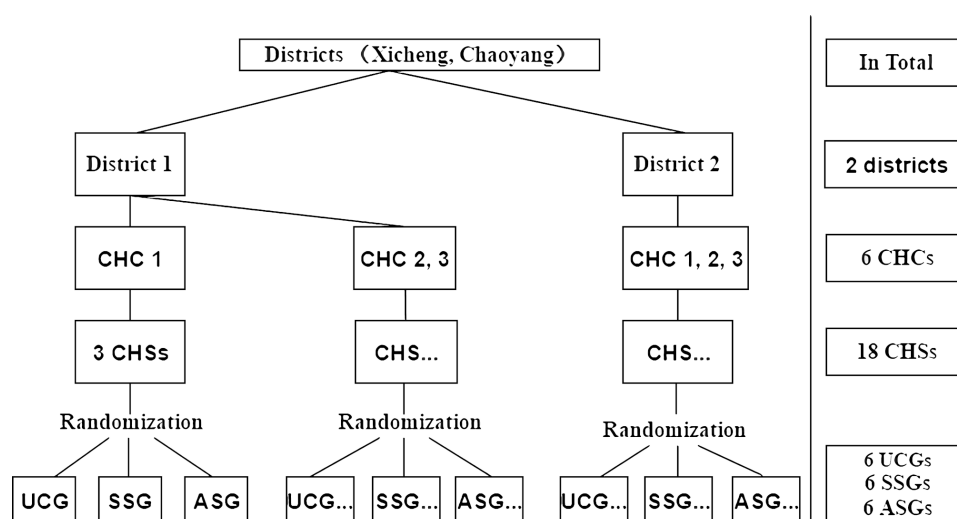 Districts （Xicheng, Chaoyang）
In Total
District 1
District 2
2 districts
CHC 1
CHC 2, 3
CHC 1, 2, 3
6 CHCs
3 CHSs
CHS...
CHS...
18 CHSs
Randomization
Randomization
Randomization
UCG
SSG
ASG
UCG...
SSG...
ASG...
UCG...
SSG...
ASG...
6 UCGs
6 SSGs
6 ASGs